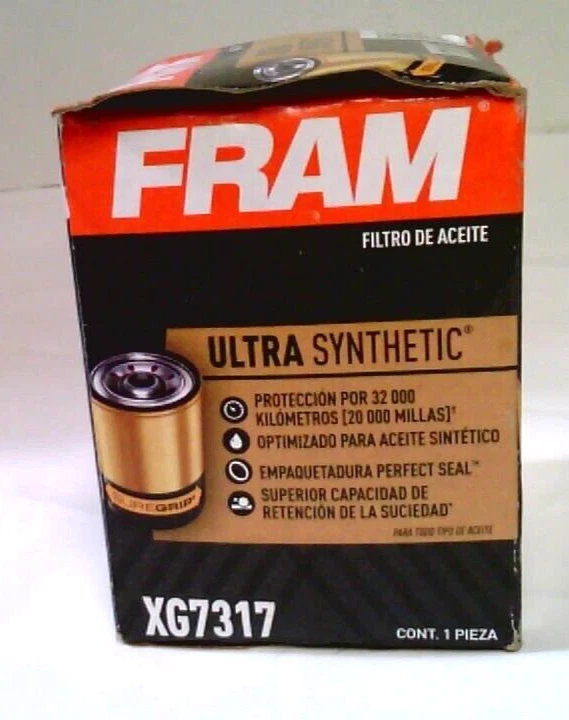 FRAM®
FILTRO DE ACEITE
ULTRA SYNTHETIC®
PROTECCIÓN POR 32 000
KILÓMETROS [20 000 MILLAS]†
OPTIMIZADO PARA ACEITE SINTÉTICO
EMPAQUETADURA PERFECT SEAL™
SUPERIOR CAPACIDAD DE
RETENCIÓN DE LA SUCIEDAD*
PARA TODO TIPO DE ACEITE
SUREGRIP®
XG7317
CONT. 1 PIEZA